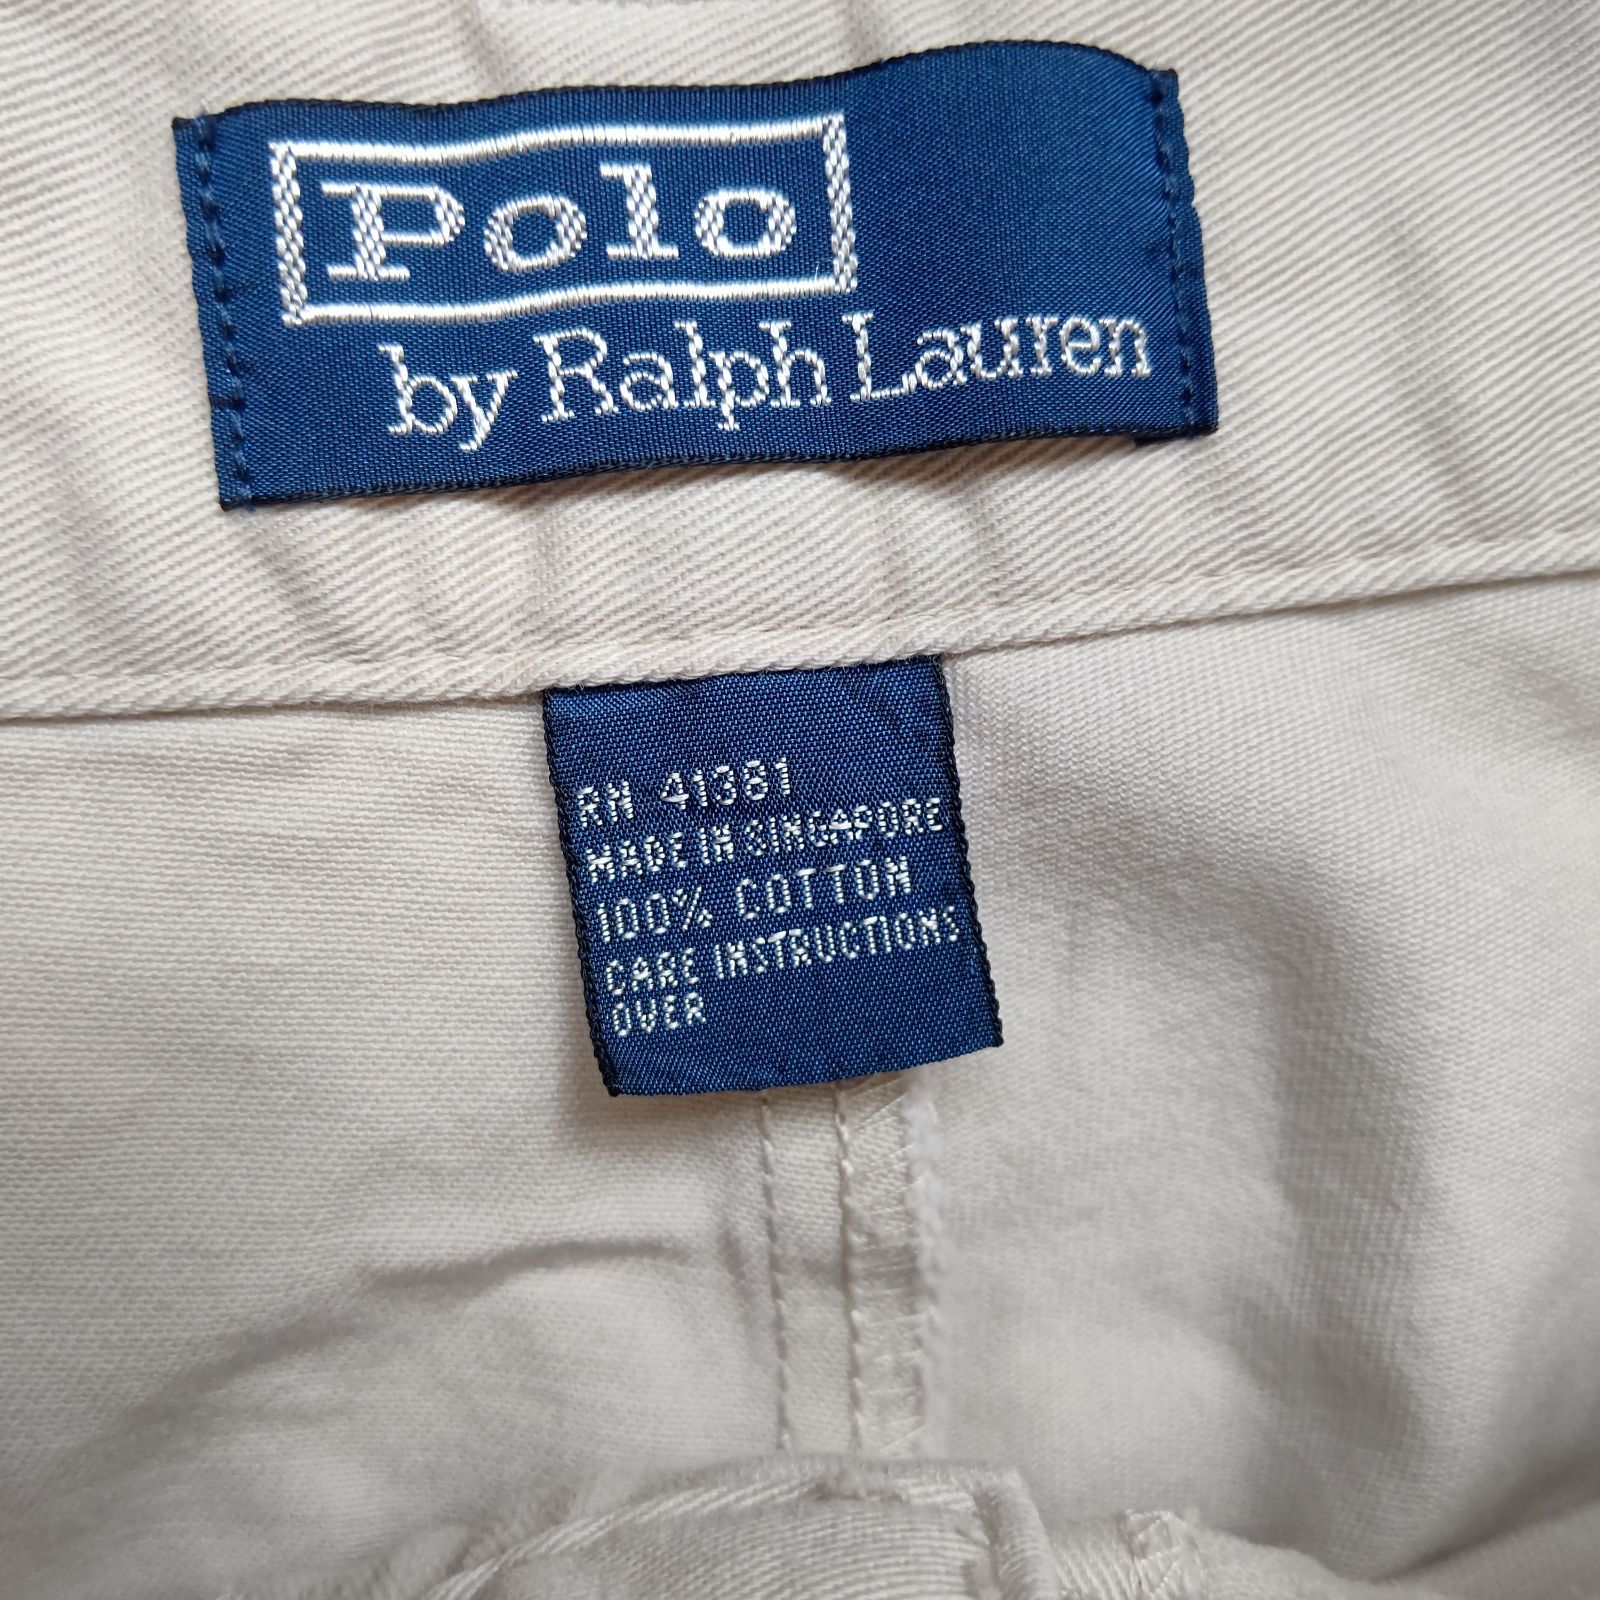 Polo
by Ralph Lauren
RN 41381
MADE IN SINGAPORE
100% COTTON
CARE INSTRUCTIONS
OVER